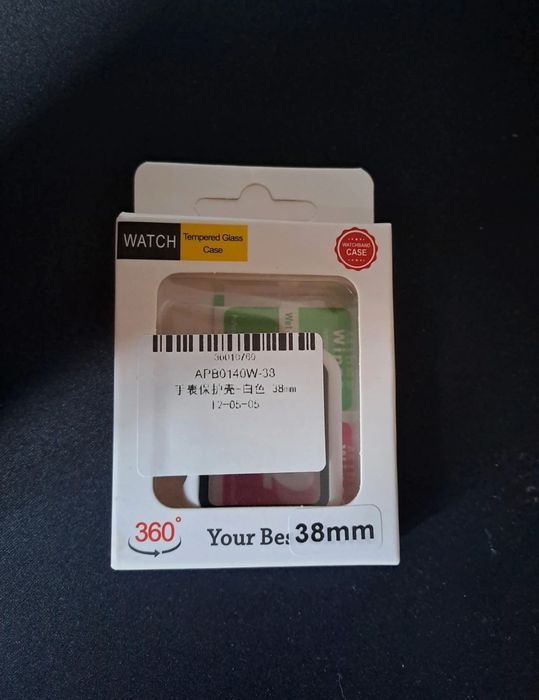 WATCH
Tempered Glass
Case
WATCHBAND
CASE
30016760
APB0140W-38
手表保护壳-白色 38mm
12-05-05
Wet
360°
Your Bes
38mm